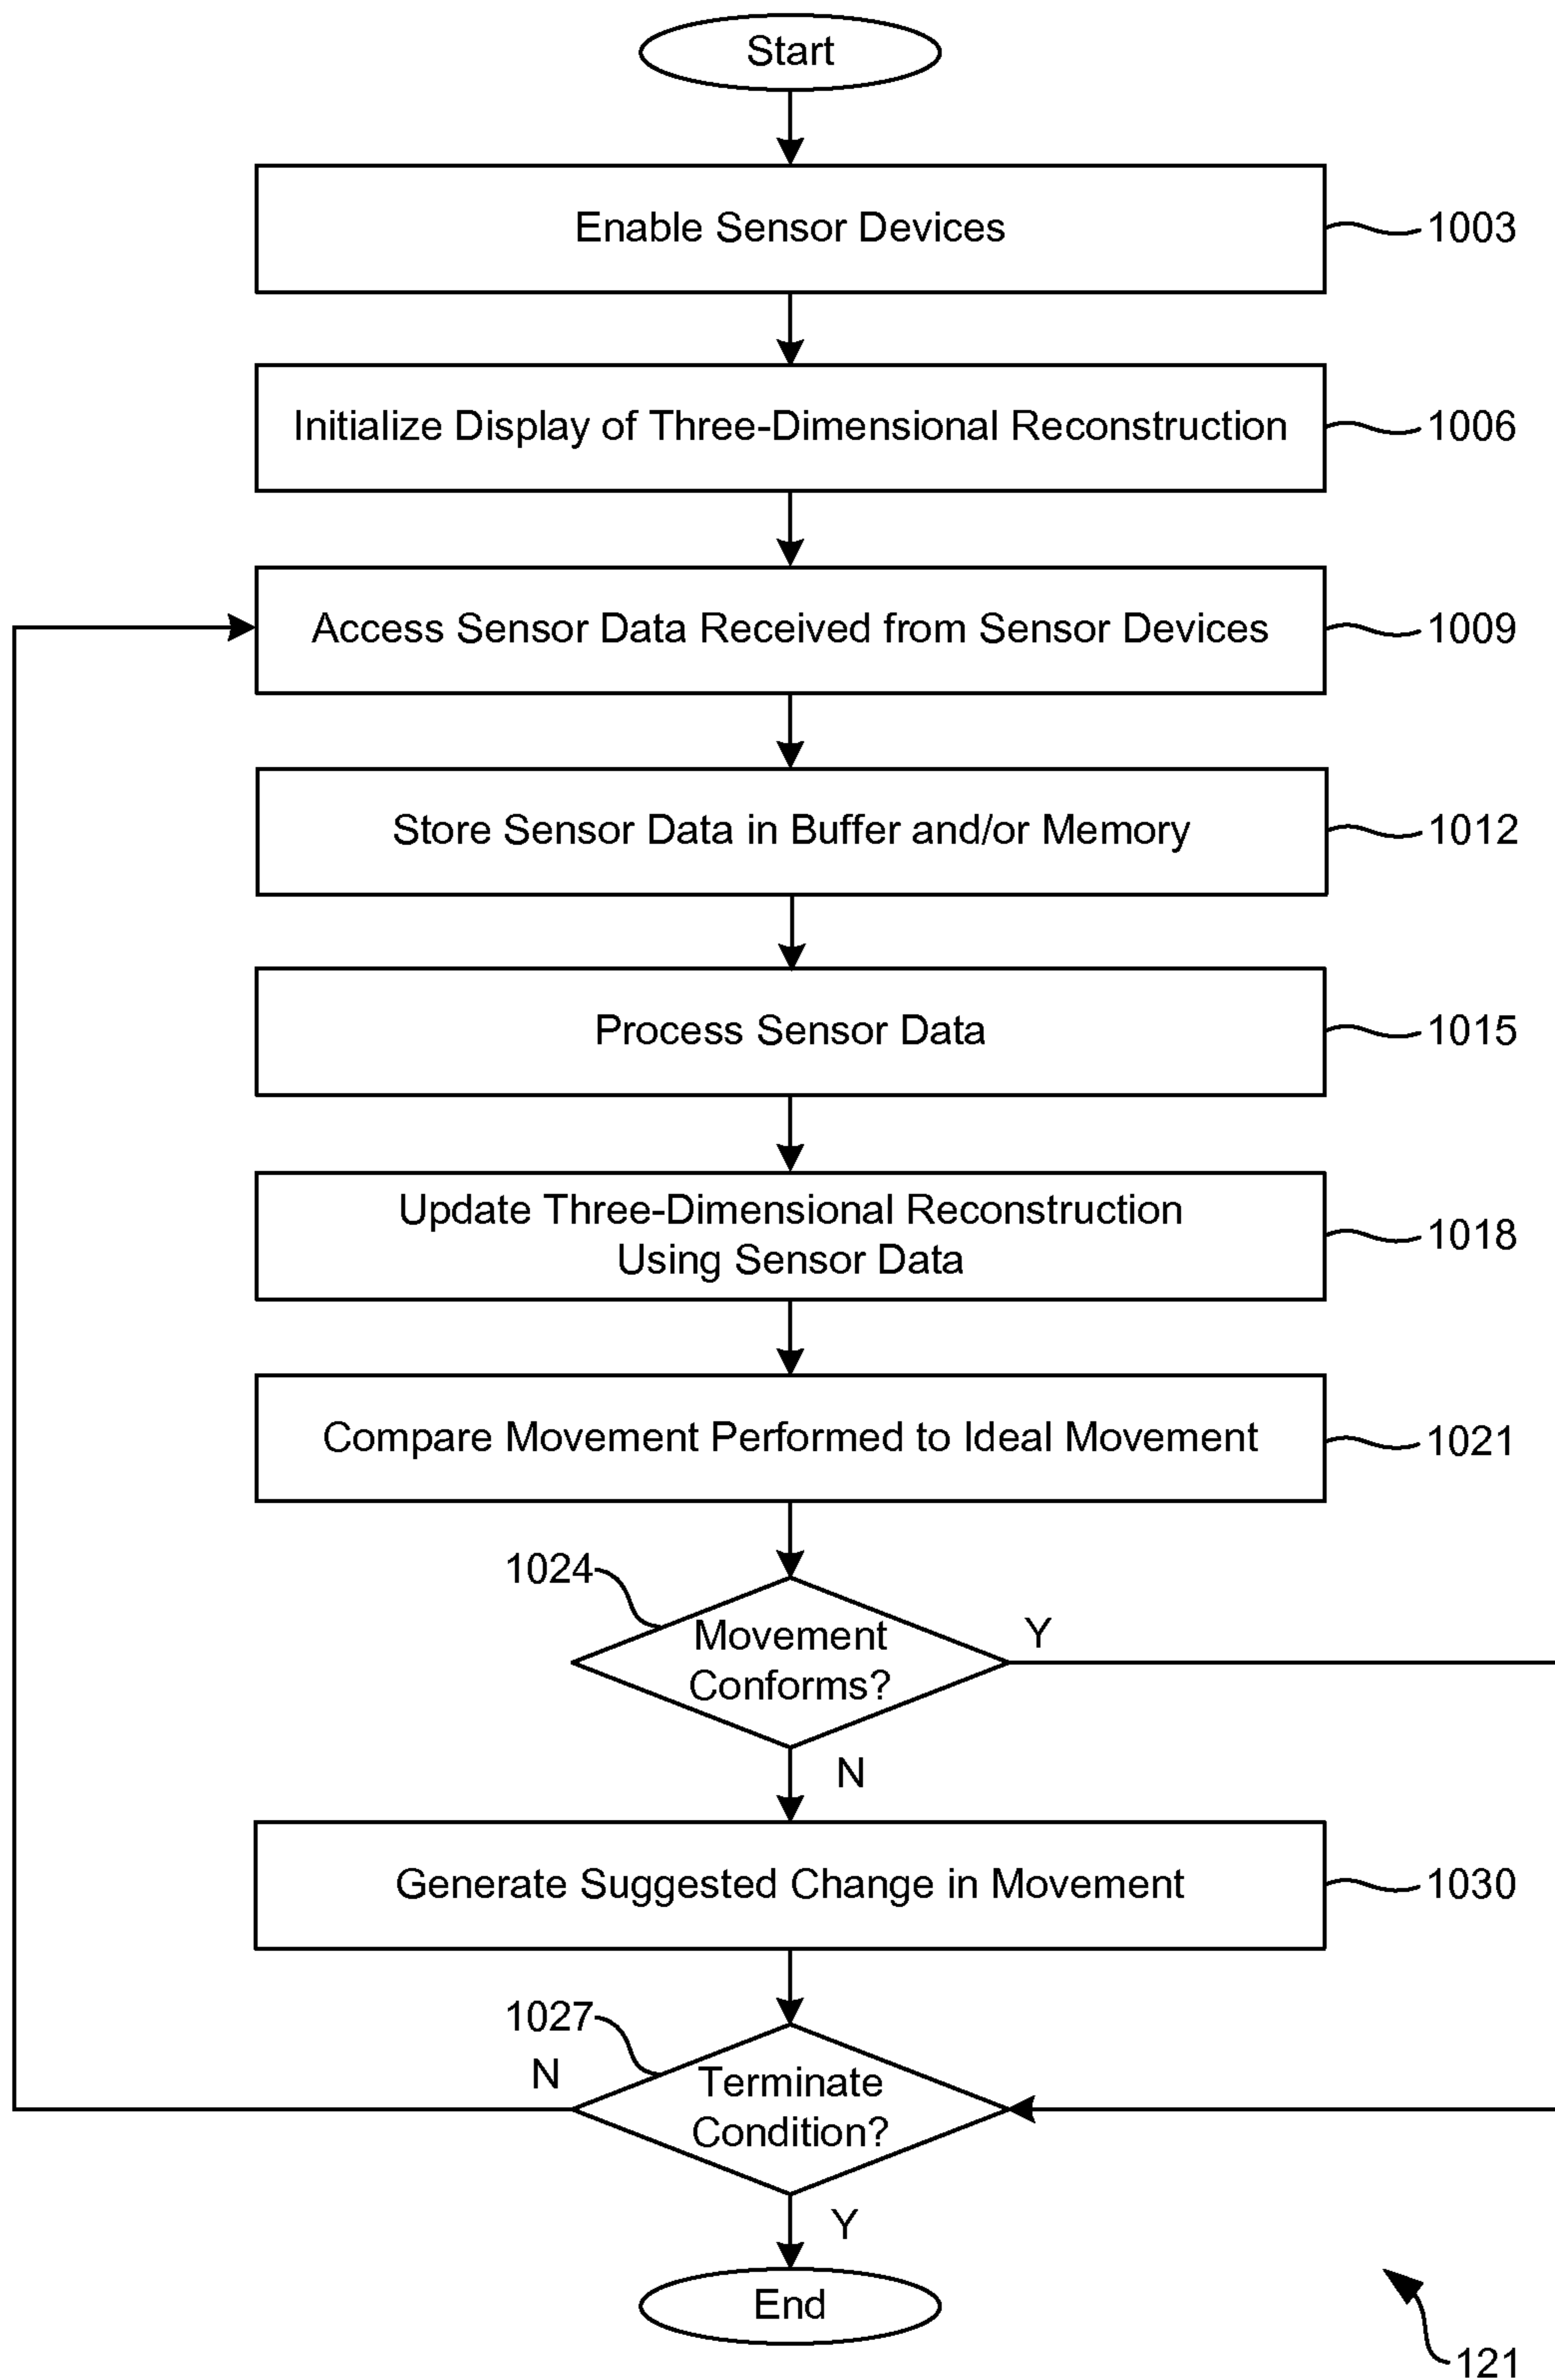 Start
Enable Sensor Devices
1003
Initialize Display of Three-Dimensional Reconstruction
1006
Access Sensor Data Received from Sensor Devices
1009
Store Sensor Data in Buffer and/or Memory
1012
Process Sensor Data
1015
Update Three-Dimensional Reconstruction
Using Sensor Data
1018
Compare Movement Performed to Ideal Movement
1021
1024
Movement
Conforms?
Y
N
Generate Suggested Change in Movement
1030
1027
N
Terminate
Condition?
Y
End
121